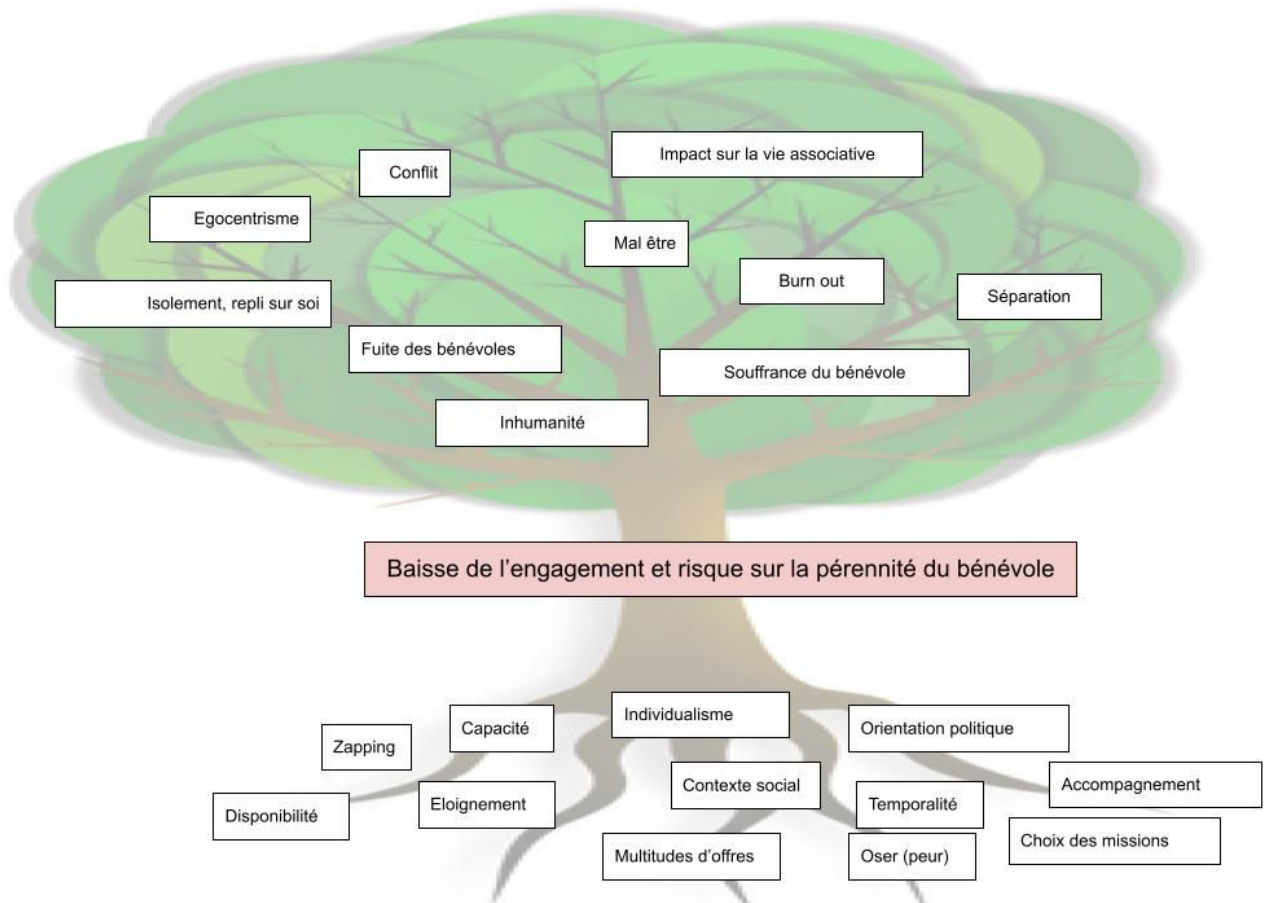 Impact sur la vie associative
Conflit
Egocentrisme
Mal être
Burn out
Séparation
Isolement, repli sur soi
Fuite des bénévoles
Souffrance du bénévole
Inhumanité
Baisse de l’engagement et risque sur la pérennité du bénévole
Individualisme
Orientation politique
Capacité
Zapping
Accompagnement
Contexte social
Eloignement
Temporalité
Disponibilité
Choix des missions
Multitudes d’offres
Oser (peur)